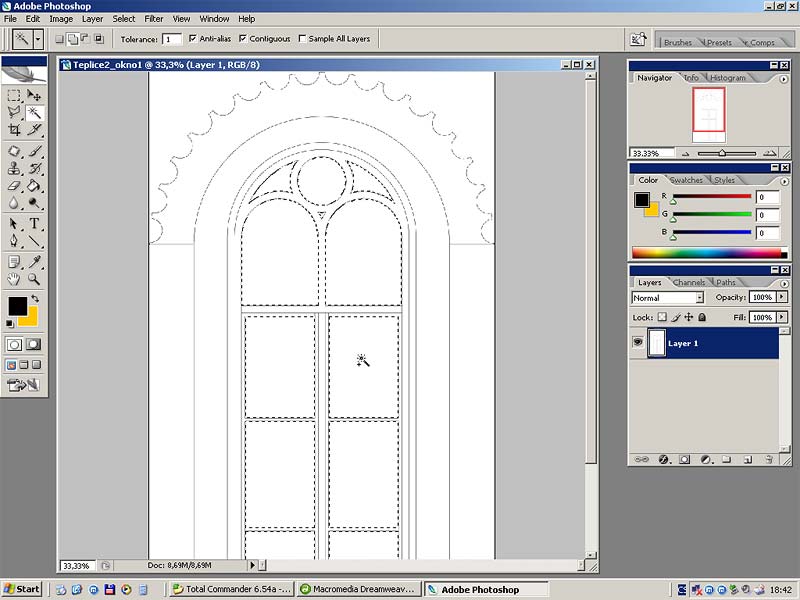 Adobe Photoshop
File Edit Image Layer Select Filter View Window Help
Tolerance: 1 Anti-alias Contiguous Sample All Layers
Brushes Presets Comps
Teplice2_okno1 @ 33,3% (Layer 1, RGB/8)
Navigator Info Histogram
33.33%
Color Swatches Styles
R 0
G 0
B 0
Layers Channels Paths
Normal Opacity: 100%
Lock: Fill: 100%
Layer 1
T
33,33% Doc: 8,69M/8,69M
Start Total Commander 6.54a -... Macromedia Dreamweav... Adobe Photoshop 18:42